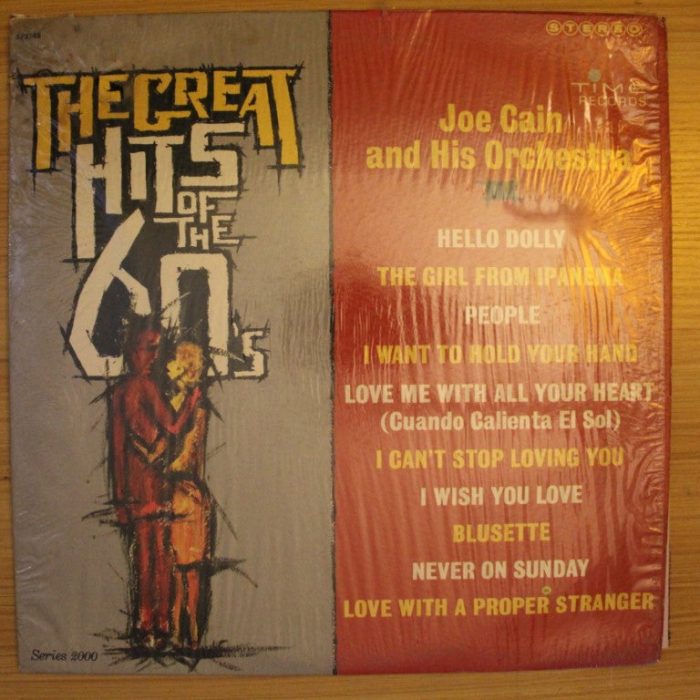 STEREO
TIME
RECORDS
THE GREAT
HITS
OF
THE
60's
Joe Cain
and His Orchestra
HELLO DOLLY
THE GIRL FROM IPANEMA
PEOPLE
I WANT TO HOLD YOUR HAND
LOVE ME WITH ALL YOUR HEART
(Cuando Calienta El Sol)
I CAN'T STOP LOVING YOU
I WISH YOU LOVE
BLUSETTE
NEVER ON SUNDAY
LOVE WITH A PROPER STRANGER
Series 2000